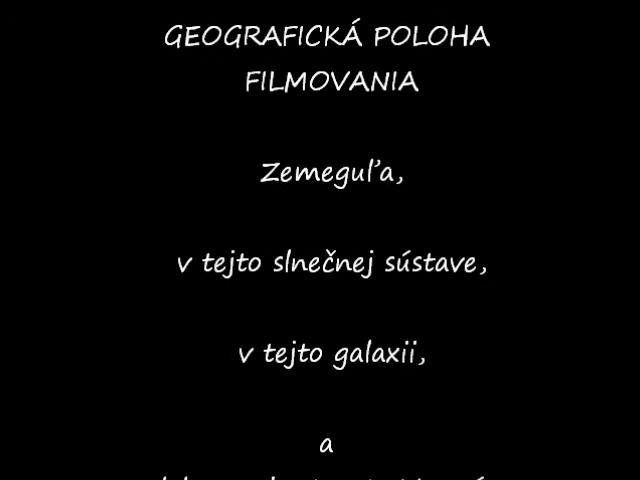 GEOGRAFICKÁ POLOHA
FILMOVANIA
Zemeguľa,
v tejto slnečnej sústave,
v tejto galaxii,
a